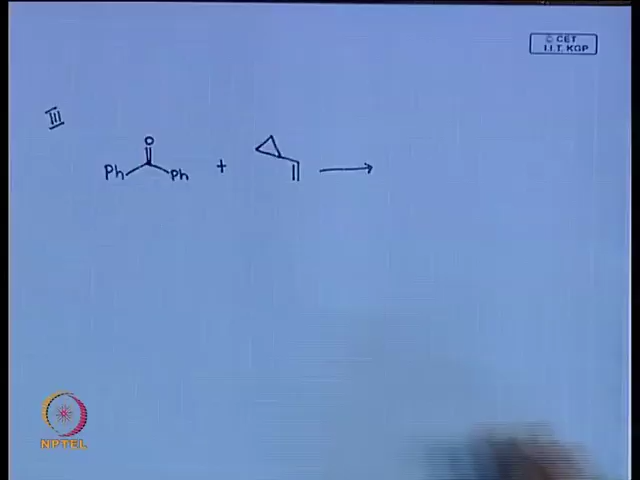 © CET
I.I.T. KGP
III
O
Ph Ph +
NPTEL